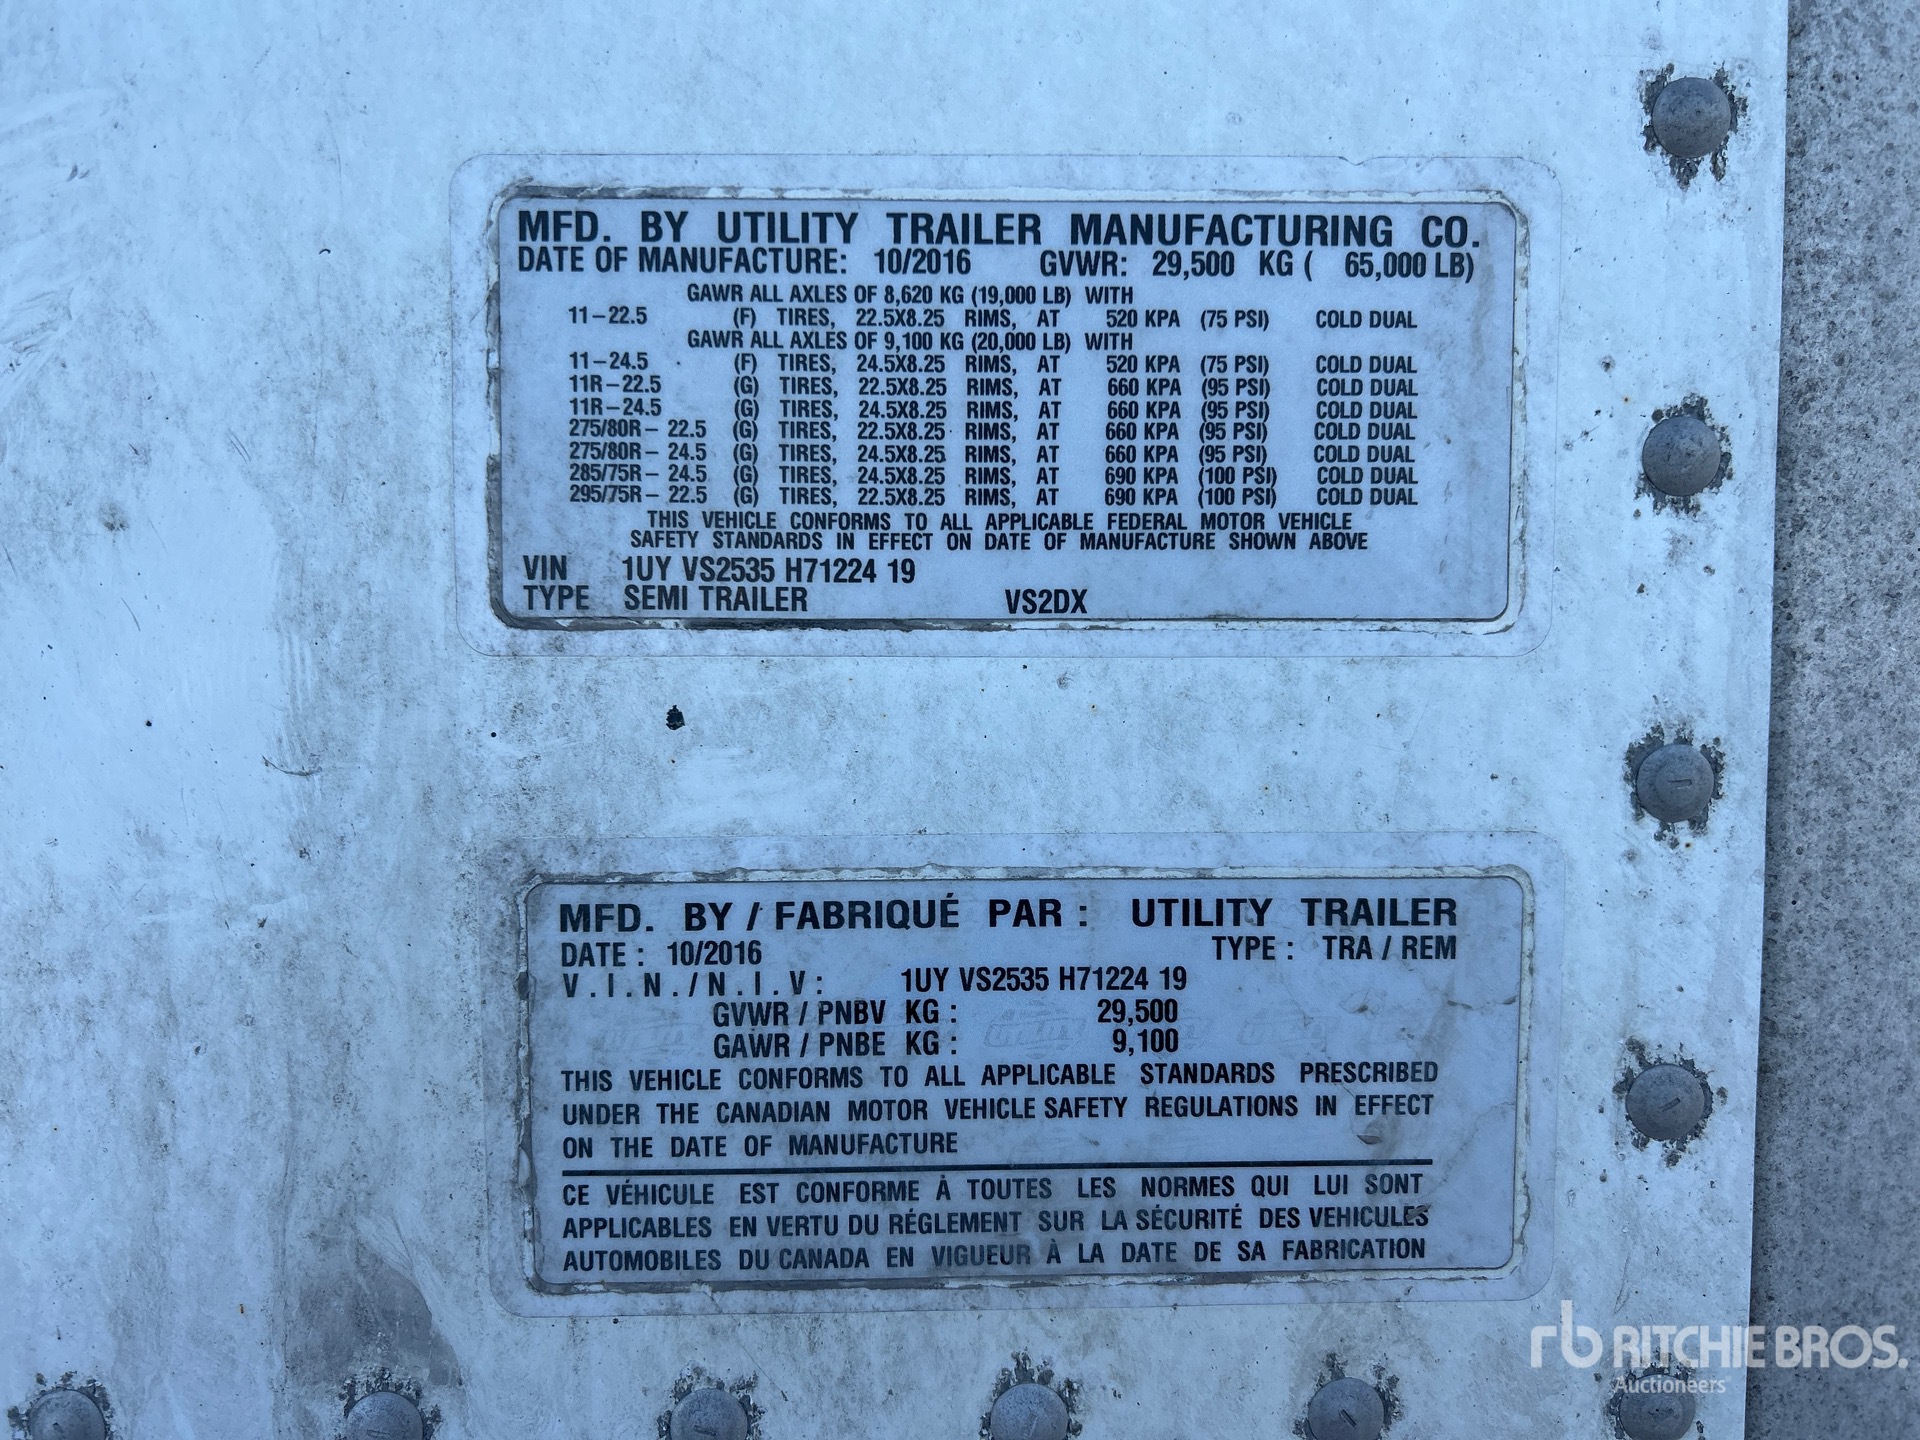 MFD. BY UTILITY TRAILER MANUFACTURING CO.
DATE OF MANUFACTURE: 10/2016 GVWR: 29,500 KG ( 65,000 LB)
GAWR ALL AXLES OF 8,620 KG (19,000 LB) WITH
11-22.5 (F) TIRES, 22.5X8.25 RIMS, AT 520 KPA (75 PSI) COLD DUAL
GAWR ALL AXLES OF 9,100 KG (20,000 LB) WITH
11-24.5 (F) TIRES, 24.5X8.25 RIMS, AT 520 KPA (75 PSI) COLD DUAL
11R-22.5 (G) TIRES, 22.5X8.25 RIMS, AT 660 KPA (95 PSI) COLD DUAL
11R-24.5 (G) TIRES, 24.5X8.25 RIMS, AT 660 KPA (95 PSI) COLD DUAL
275/80R- 22.5 (G) TIRES, 22.5X8.25 RIMS, AT 660 KPA (95 PSI) COLD DUAL
275/80R- 24.5 (G) TIRES, 24.5X8.25 RIMS, AT 660 KPA (95 PSI) COLD DUAL
285/75R- 24.5 (G) TIRES, 24.5X8.25 RIMS, AT 690 KPA (100 PSI) COLD DUAL
295/75R- 22.5 (G) TIRES, 22.5X8.25 RIMS, AT 690 KPA (100 PSI) COLD DUAL
THIS VEHICLE CONFORMS TO ALL APPLICABLE FEDERAL MOTOR VEHICLE
SAFETY STANDARDS IN EFFECT ON DATE OF MANUFACTURE SHOWN ABOVE
VIN 1UY VS2535 H71224 19
TYPE SEMI TRAILER VS2DX
MFD. BY / FABRIQUÉ PAR : UTILITY TRAILER
DATE : 10/2016 TYPE : TRA / REM
V.I.N./N.I.V: 1UY VS2535 H71224 19
GVWR / PNBV KG : 29,500
GAWR / PNBE KG : 9,100
THIS VEHICLE CONFORMS TO ALL APPLICABLE STANDARDS PRESCRIBED
UNDER THE CANADIAN MOTOR VEHICLE SAFETY REGULATIONS IN EFFECT
ON THE DATE OF MANUFACTURE
CE VÉHICULE EST CONFORME À TOUTES LES NORMES QUI LUI SONT
APPLICABLES EN VERTU DU RÉGLEMENT SUR LA SÉCURITÉ DES VEHICULES
AUTOMOBILES DU CANADA EN VIGUEUR À LA DATE DE SA FABRICATION
rb RITCHIE BROS.
Auctioneers